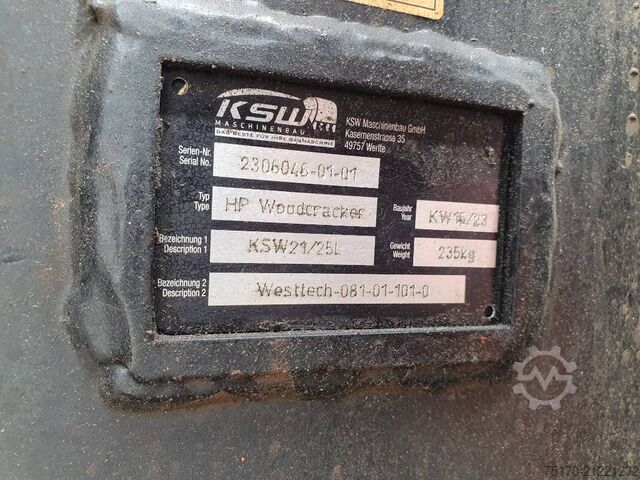 KSW
MASCHINENBAU
DAS BESTE FÜR IHRE BAUMASCHINE
KSW Maschinenbau GmbH
Kasernenstrasse 35
49757 Werlte
Serien-Nr.
Serial No.
2306046-01-01
Typ
Type
HP Woodcracker
Baujahr
Year
KW16/23
Bezeichnung 1
Description 1
KSW21/25L
Gewicht
Weight
235kg
Bezeichnung 2
Description 2
Westtech-081-01-101-0
75170-21221232